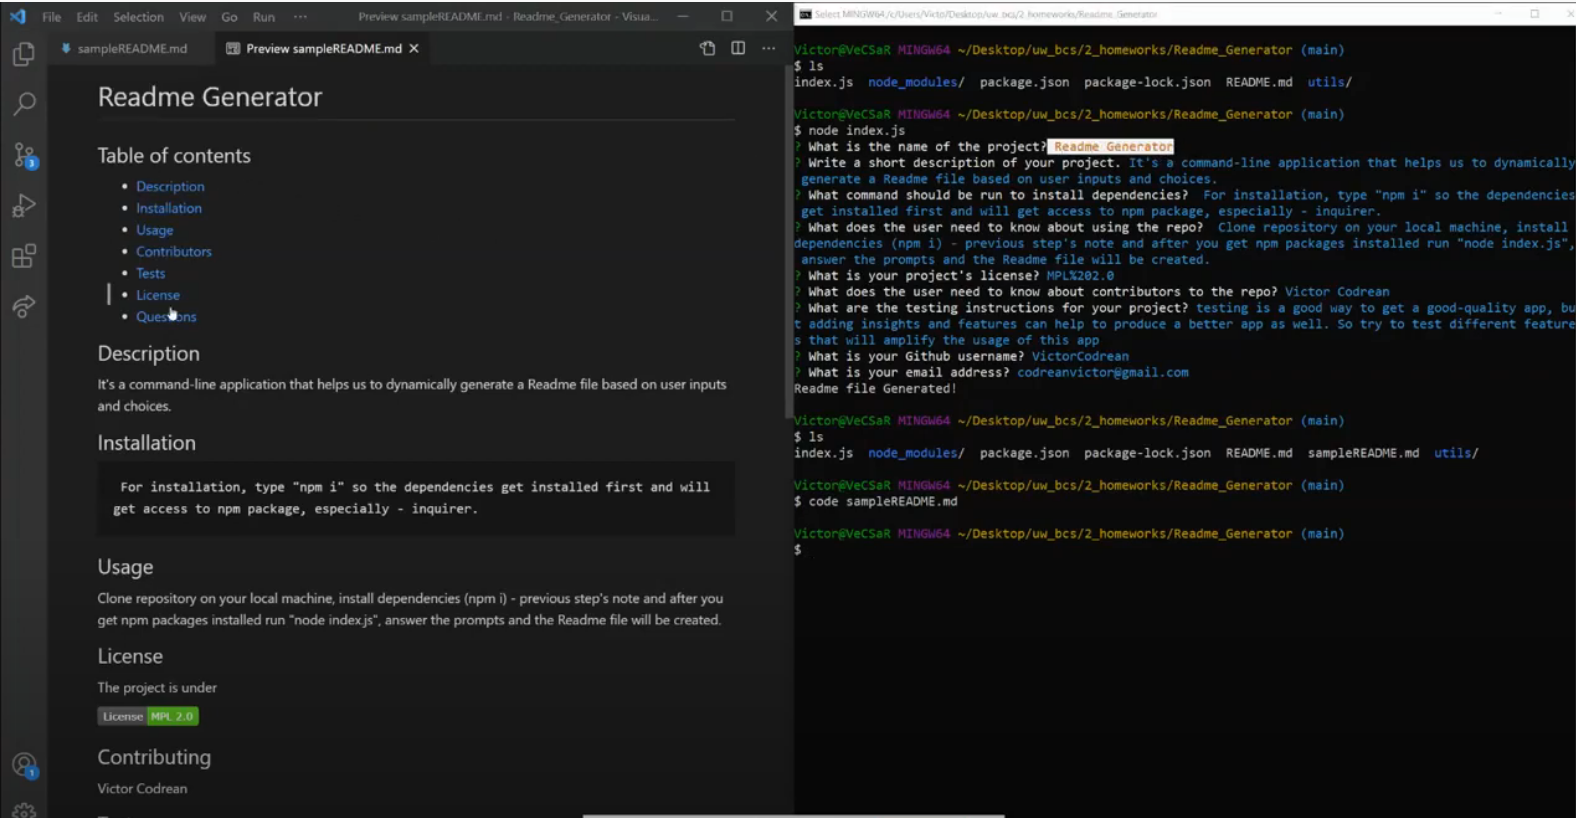 File Edit Selection View Go Run ··· Preview sampleREADME.md - Readme_Generator - Visua...
sampleREADME.md
Preview sampleREADME.md
3
1
Readme Generator
Table of contents
• Description
• Installation
• Usage
• Contributors
• Tests
• License
• Questions
Description
It's a command-line application that helps us to dynamically generate a Readme file based on user inputs
and choices.
Installation
For installation, type "npm i" so the dependencies get installed first and will
get access to npm package, especially - inquirer.
Usage
Clone repository on your local machine, install dependencies (npm i) - previous step's note and after you
get npm packages installed run "node index.js", answer the prompts and the Readme file will be created.
License
The project is under
License MPL 2.0
Contributing
Victor Codrean
Select MINGW64:/c/Users/Victo/Desktop/uw_bcs/2_homeworks/Readme_Generator
Victor@VeCSaR MINGW64 ~/Desktop/uw_bcs/2_homeworks/Readme_Generator (main)
$ ls
index.js node_modules/ package.json package-lock.json README.md utils/
Victor@VeCSaR MINGW64 ~/Desktop/uw_bcs/2_homeworks/Readme_Generator (main)
$ node index.js
? What is the name of the project? Readme Generator
? Write a short description of your project. It's a command-line application that helps us to dynamically
generate a Readme file based on user inputs and choices.
? What command should be run to install dependencies? For installation, type "npm i" so the dependencies
get installed first and will get access to npm package, especially - inquirer.
? What does the user need to know about using the repo? Clone repository on your local machine, install
dependencies (npm i) - previous step's note and after you get npm packages installed run "node index.js",
answer the prompts and the Readme file will be created.
? What is your project's license? MPL%202.0
? What does the user need to know about contributors to the repo? Victor Codrean
? What are the testing instructions for your project? testing is a good way to get a good-quality app, bu
t adding insights and features can help to produce a better app as well. So try to test different feature
s that will amplify the usage of this app
? What is your Github username? VictorCodrean
? What is your email address? codreanvictor@gmail.com
Readme file Generated!
Victor@VeCSaR MINGW64 ~/Desktop/uw_bcs/2_homeworks/Readme_Generator (main)
$ ls
index.js node_modules/ package.json package-lock.json README.md sampleREADME.md utils/
Victor@VeCSaR MINGW64 ~/Desktop/uw_bcs/2_homeworks/Readme_Generator (main)
$ code sampleREADME.md
Victor@VeCSaR MINGW64 ~/Desktop/uw_bcs/2_homeworks/Readme_Generator (main)
$